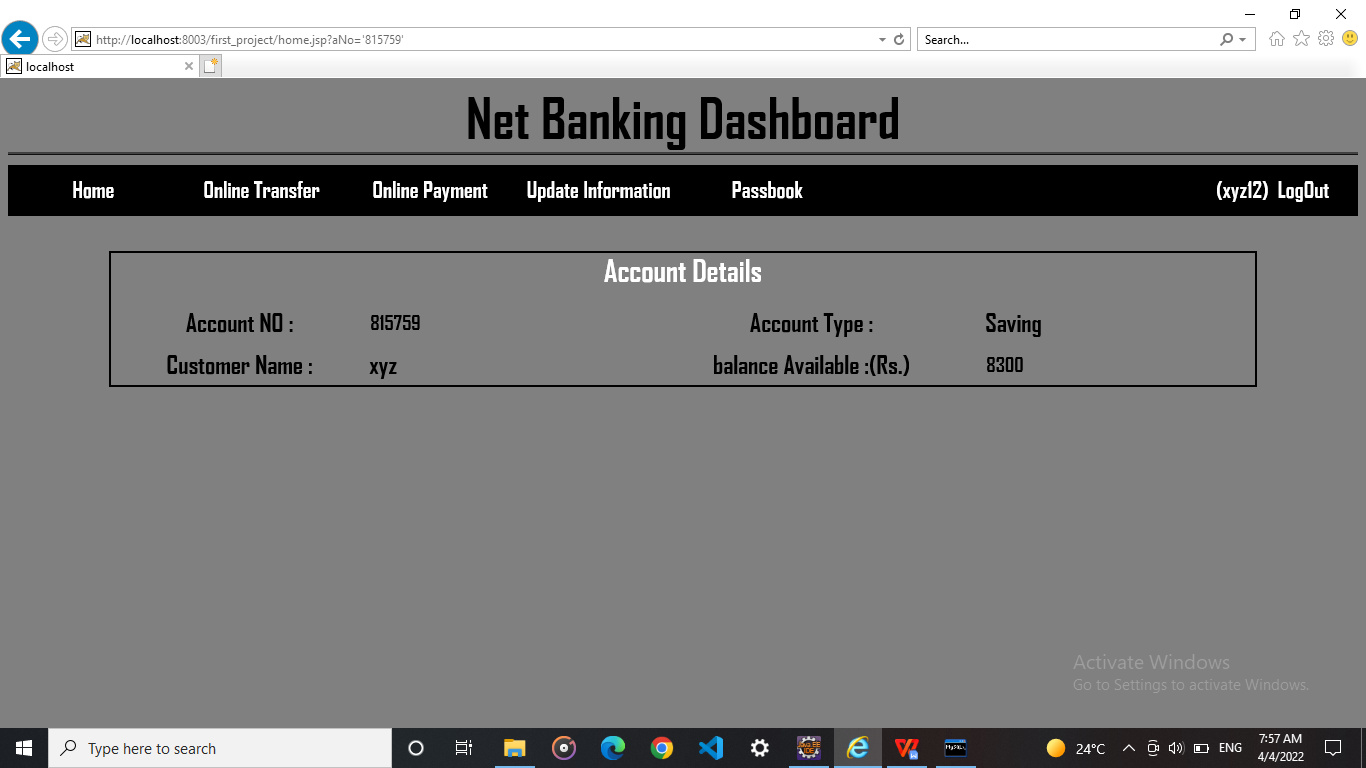 http://localhost:8003/first_project/home.jsp?aNo='815759'
Search...
localhost
Net Banking Dashboard
Home Online Transfer Online Payment Update Information Passbook (xyz12) LogOut
Account Details
Account NO : 815759 Account Type : Saving
Customer Name : xyz balance Available :(Rs.) 8300
Activate Windows
Go to Settings to activate Windows.
Type here to search
24°C
ENG
7:57 AM
4/4/2022